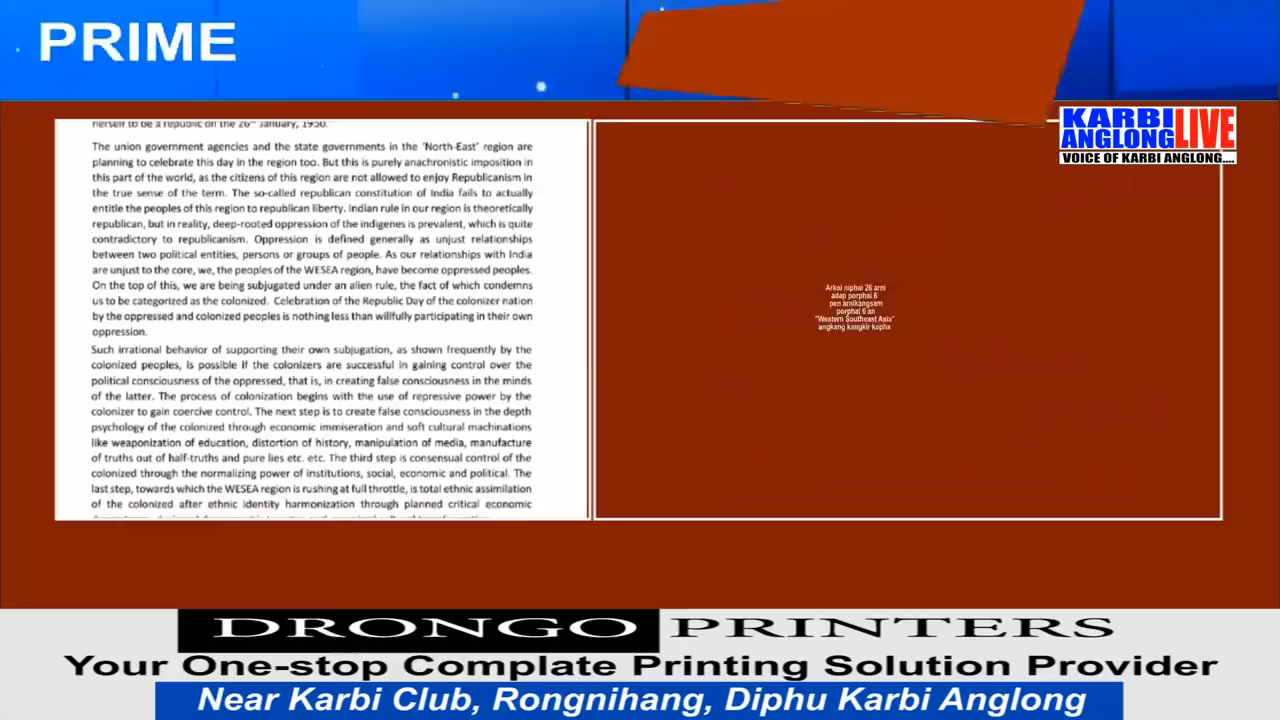 PRIME
KARBI
ANGLONG
LIVE
VOICE OF KARBI ANGLONG....
herself to be a republic on the 26th January, 1950.
The union government agencies and the state governments in the 'North-East' region are
planning to celebrate this day in the region too. But this is purely anachronistic imposition in
this part of the world, as the citizens of this region are not allowed to enjoy Republicanism in
the true sense of the term. The so-called republican constitution of India fails to actually
entitle the peoples of this region to republican liberty. Indian rule in our region is theoretically
republican, but in reality, deep-rooted oppression of the indigenes is prevalent, which is quite
contradictory to republicanism. Oppression is defined generally as unjust relationships
between two political entities, persons or groups of people. As our relationships with India
are unjust to the core, we, the peoples of the WESEA region, have become oppressed peoples.
On the top of this, we are being subjugated under an alien rule, the fact of which condemns
us to be categorized as the colonized. Celebration of the Republic Day of the colonizer nation
by the oppressed and colonized peoples is nothing less than willfully participating in their own
oppression.
Such irrational behavior of supporting their own subjugation, as shown frequently by the
colonized peoples, is possible if the colonizers are successful in gaining control over the
political consciousness of the oppressed, that is, in creating false consciousness in the minds
of the latter. The process of colonization begins with the use of repressive power by the
colonizer to gain coercive control. The next step is to create false consciousness in the depth
psychology of the colonized through economic immiseration and soft cultural machinations
like weaponization of education, distortion of history, manipulation of media, manufacture
of truths out of half-truths and pure lies etc. etc. The third step is consensual control of the
colonized through the normalizing power of institutions, social, economic and political. The
last step, towards which the WESEA region is rushing at full throttle, is total ethnic assimilation
of the colonized after ethnic identity harmonization through planned critical economic
Arkoi niphai 26 arni
adap porphai 6
pen arnikangsam
porphai 6 an
"Western Southeast Asia"
angkang kangkir kupha
DRONGO PRINTERS
Your One-stop Complate Printing Solution Provider
Near Karbi Club, Rongnihang, Diphu Karbi Anglong